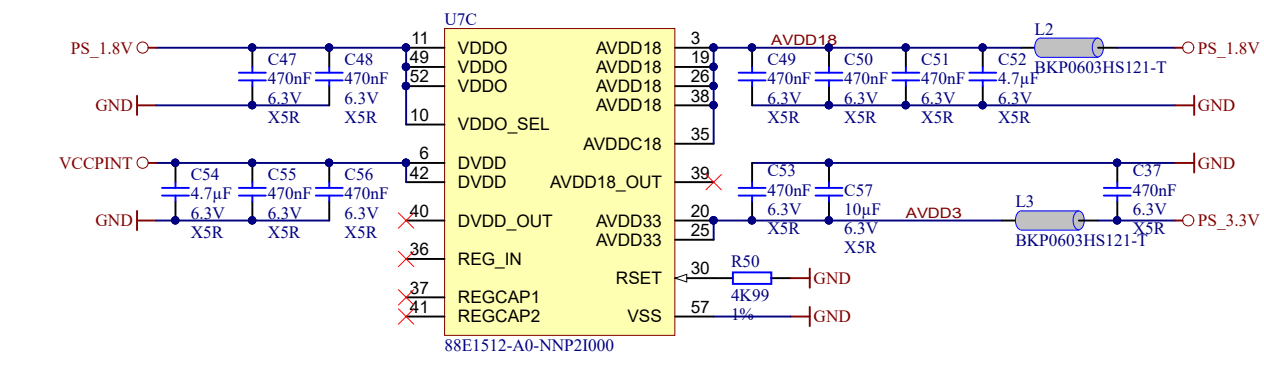 U7C
PS_1.8V
11
VDDO
49
VDDO
52
VDDO
10
VDDO_SEL
C47
470nF
6.3V
X5R
C48
470nF
6.3V
X5R
GND
VCCPINT
6
DVDD
42
DVDD
C54
4.7µF
6.3V
X5R
C55
470nF
6.3V
X5R
C56
470nF
6.3V
X5R
GND
40
DVDD_OUT
36
REG_IN
37
REGCAP1
41
REGCAP2
AVDD18
3
AVDD18
19
AVDD18
26
AVDD18
38
AVDDC18
35
AVDD18_OUT
39
AVDD33
20
AVDD33
25
RSET
30
VSS
57
AVDD18
C49
470nF
6.3V
X5R
C50
470nF
6.3V
X5R
C51
470nF
6.3V
X5R
C52
4.7µF
6.3V
X5R
L2
BKP0603HS121-T
PS_1.8V
GND
GND
C53
470nF
6.3V
X5R
C57
10µF
6.3V
X5R
AVDD3
L3
BKP0603HS121-T
C37
470nF
6.3V
X5R
PS_3.3V
R50
4K99
1%
GND
GND
88E1512-A0-NNP2I000